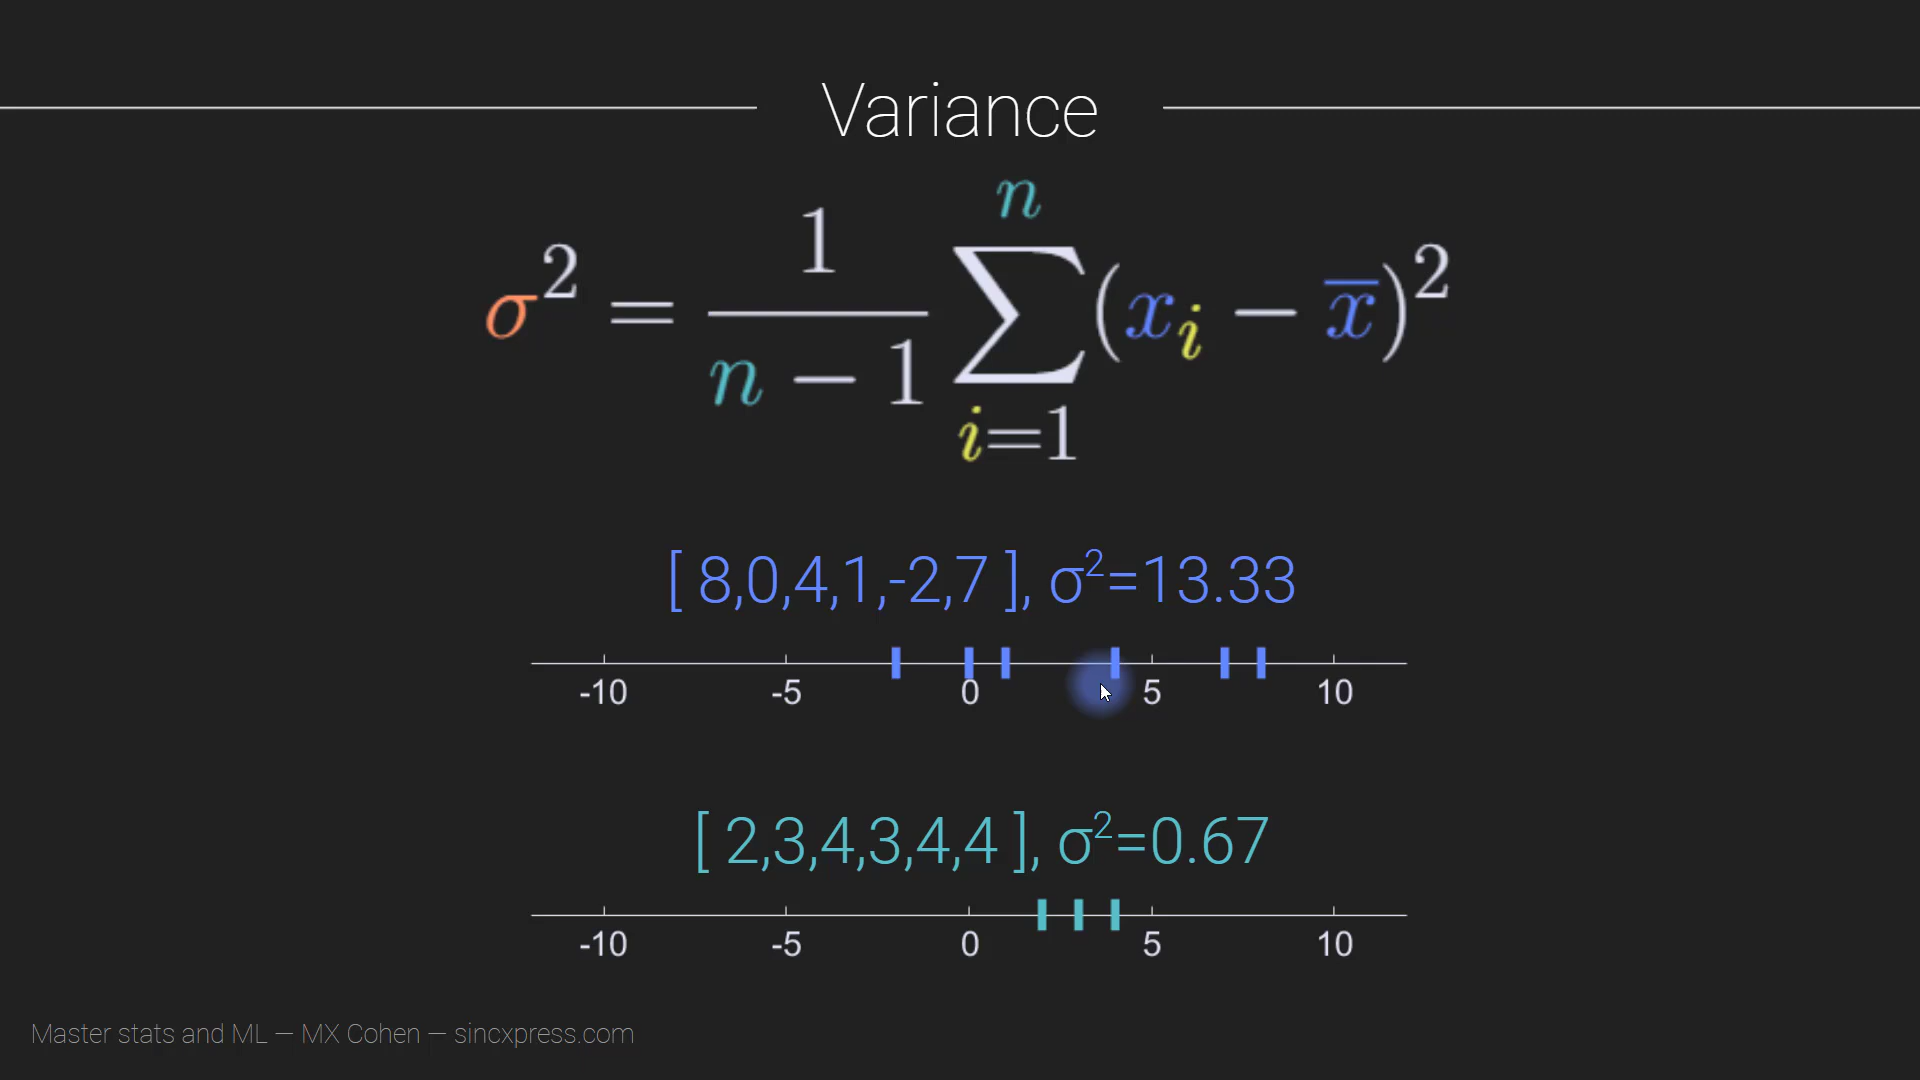 Variance
σ² = 1/(n − 1) ∑ⁿᵢ₌₁ (xᵢ − x̅)²
[ 8,0,4,1,-2,7 ], σ²=13.33
-10 -5 0 5 10
[ 2,3,4,3,4,4 ], σ²=0.67
-10 -5 0 5 10
Master stats and ML — MX Cohen — sincxpress.com